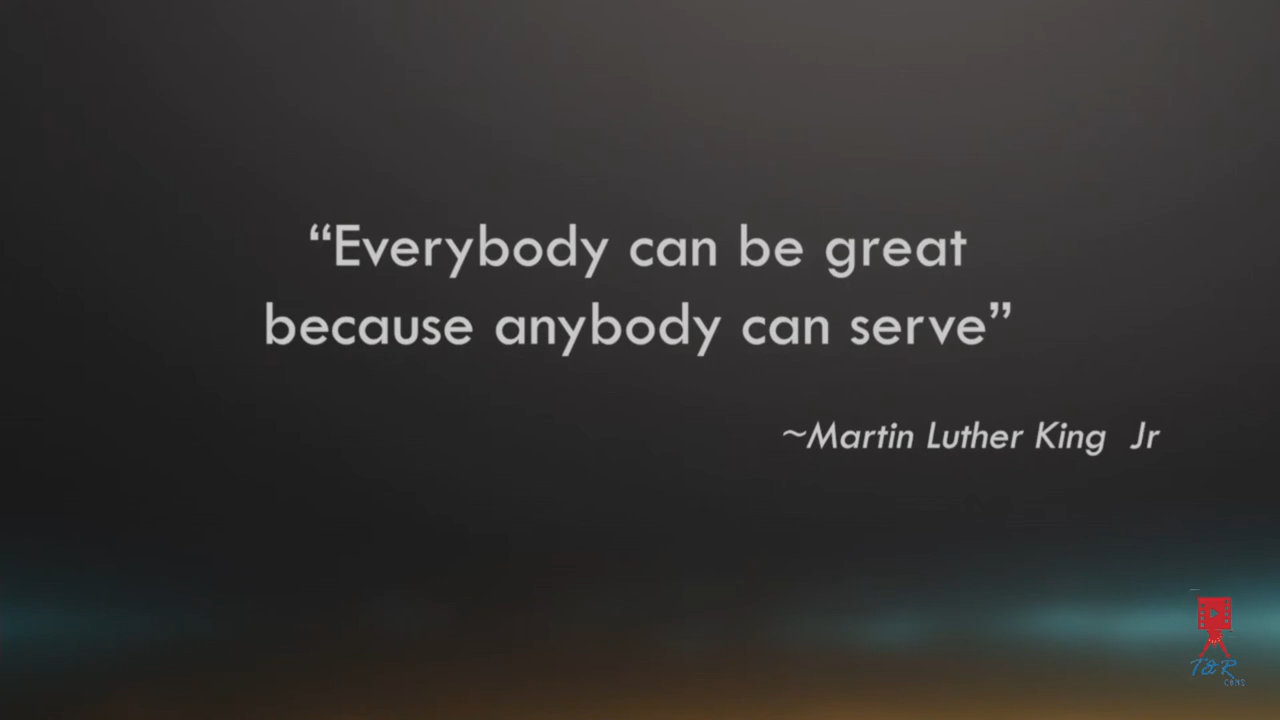 “Everybody can be great
because anybody can serve”
~Martin Luther King Jr
T&R